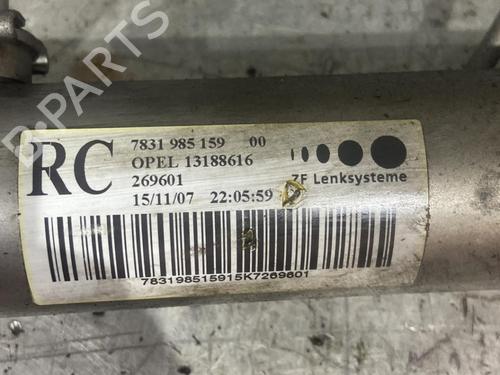 RC
7831 985 159 00
OPEL 13188616
269601
15/11/07 22:05:59
ZF Lenksysteme
783198515915K7269601
B-PARTS